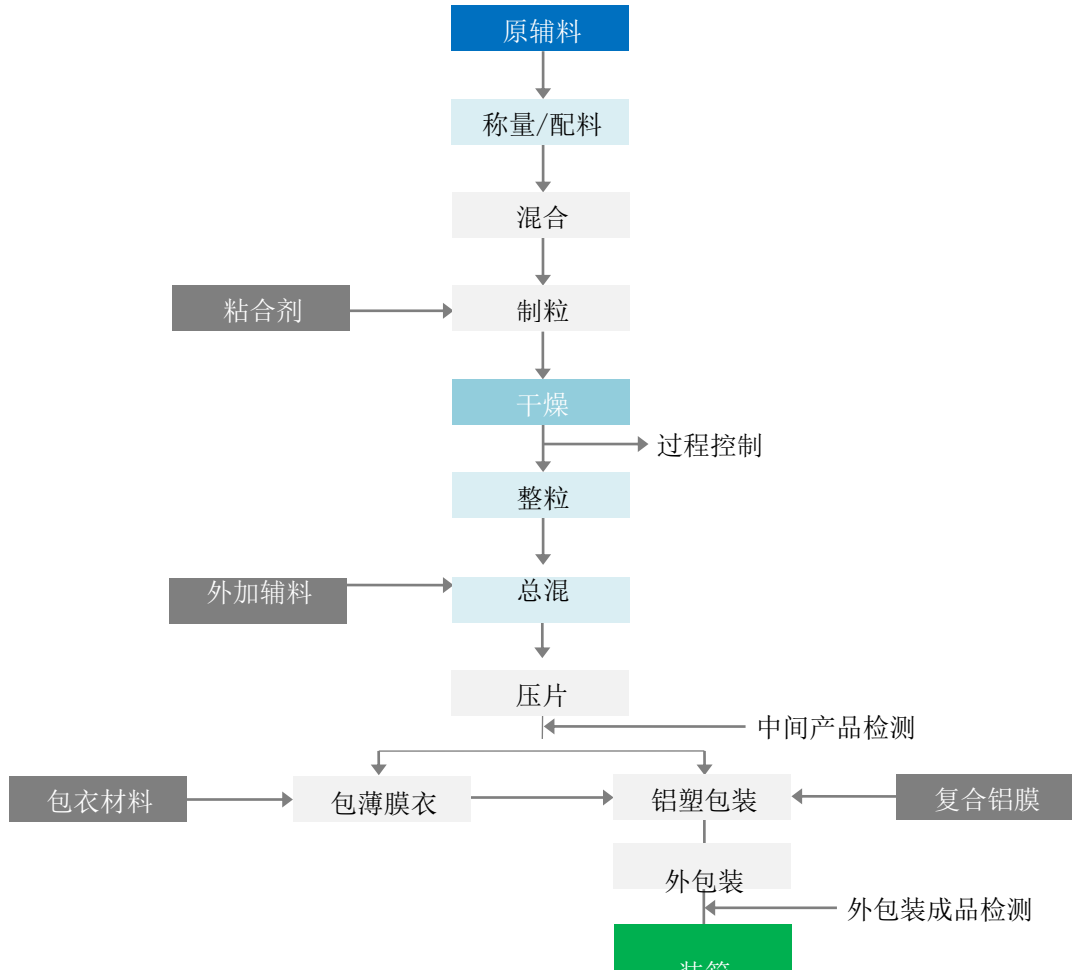 原辅料
称量/配料
混合
粘合剂
制粒
干燥
过程控制
整粒
外加辅料
总混
压片
中间产品检测
包衣材料
包薄膜衣
铝塑包装
复合铝膜
外包装
外包装成品检测